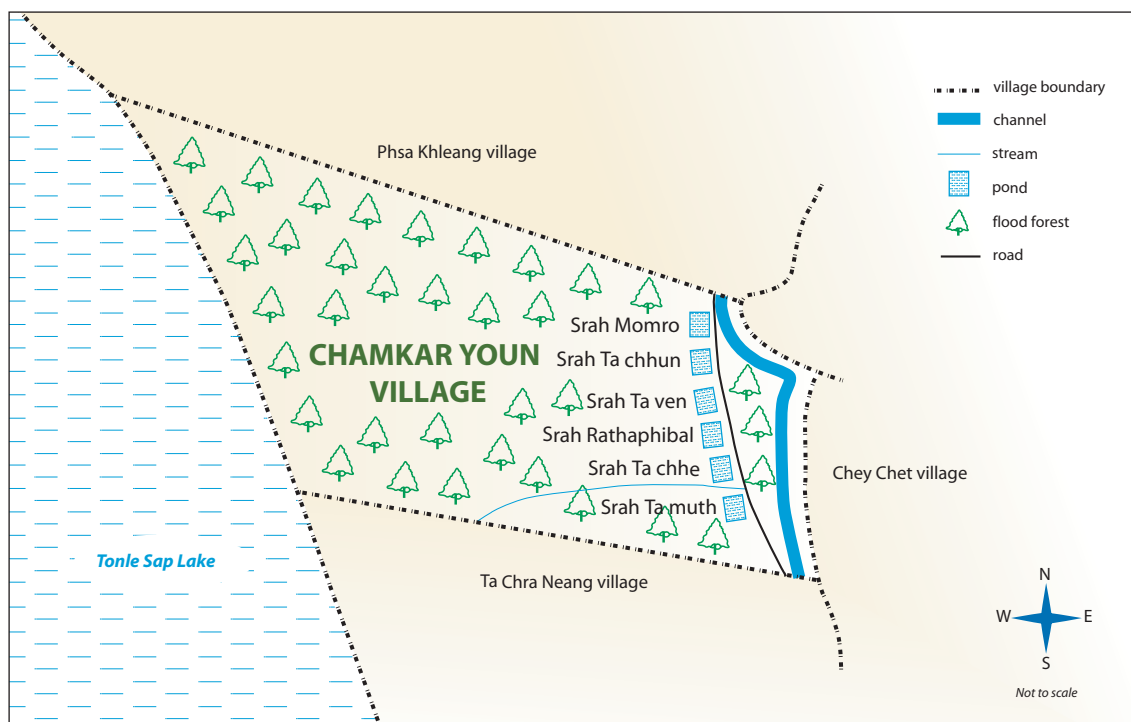 village boundary
channel
stream
pond
flood forest
road
Phsa Khleang village
Srah Momro
CHAMKAR YOUN
VILLAGE
Srah Ta chhun
Srah Ta ven
Srah Rathaphibal
Srah Ta chhe
Srah Ta muth
Chey Chet village
Tonle Sap Lake
Ta Chra Neang village
N
W
E
S
Not to scale